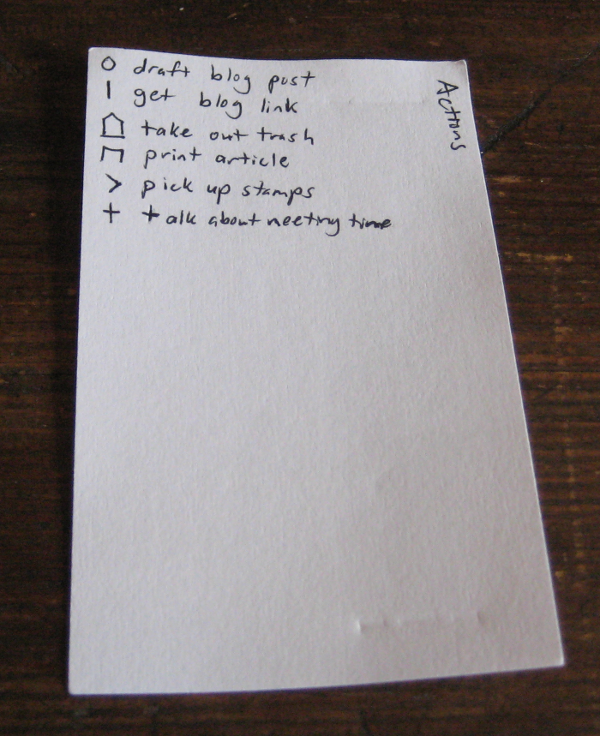 O draft blog post
| get blog link
take out trash
print article
> pick up stamps
+ talk about meeting time
Actions